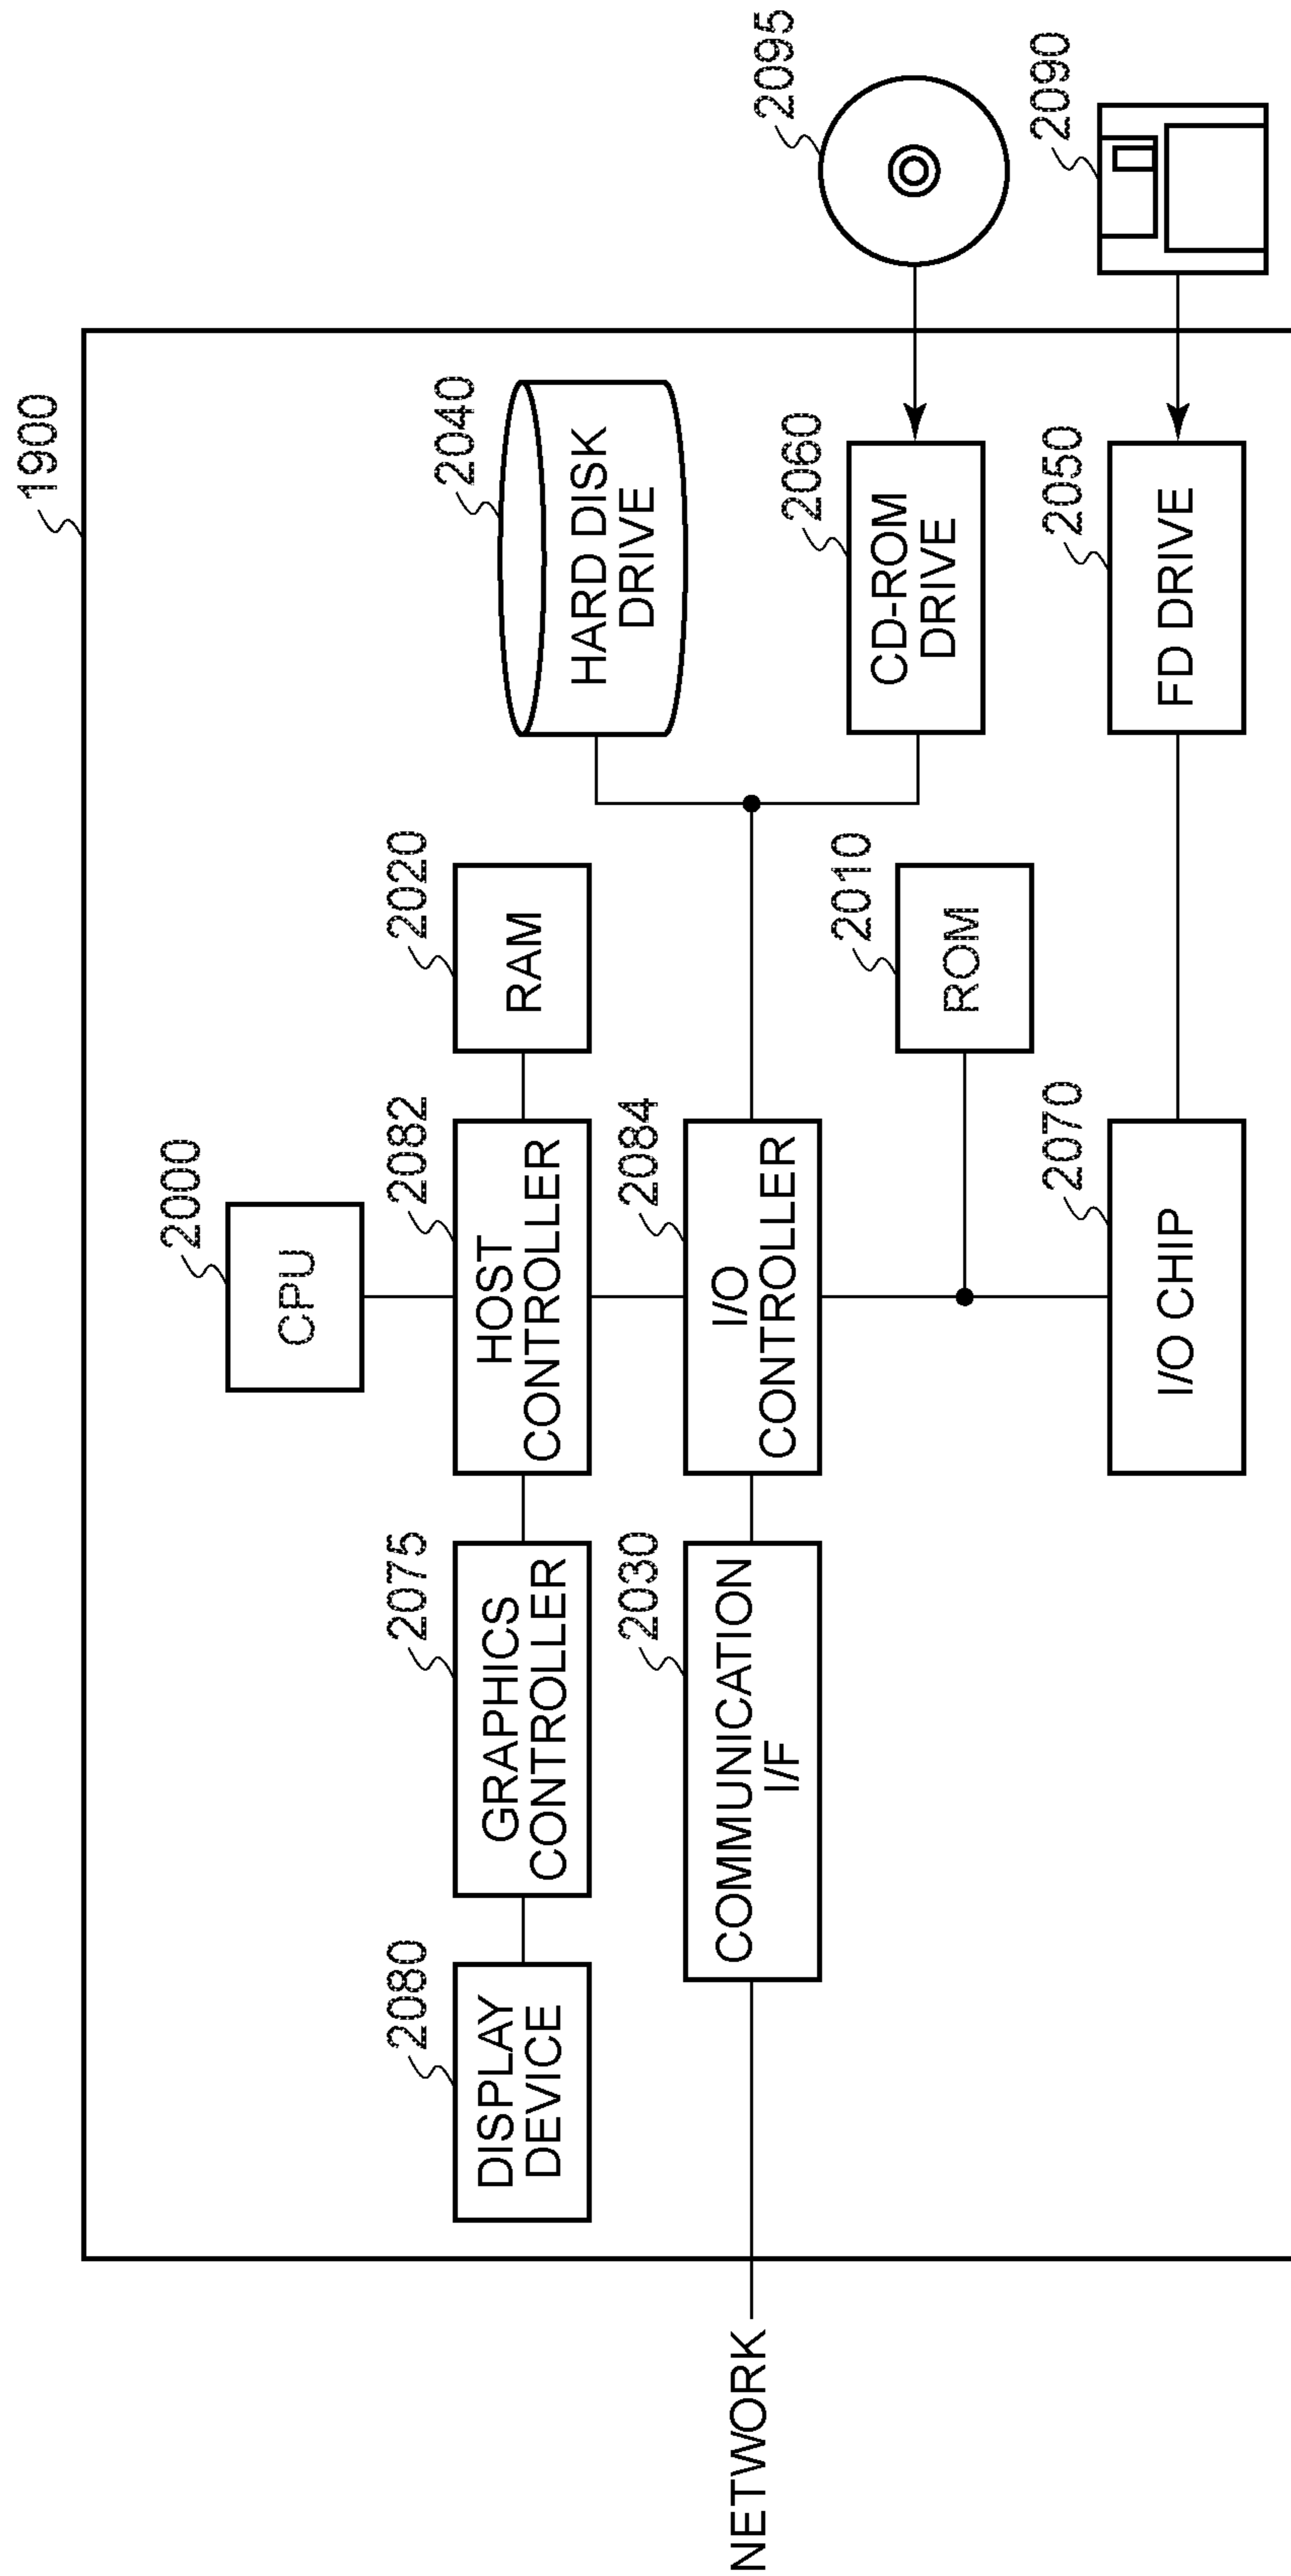 1900
2000
CPU
2080
DISPLAY
DEVICE
2075
GRAPHICS
CONTROLLER
2082
HOST
CONTROLLER
2020
RAM
2040
HARD DISK
DRIVE
NETWORK
2030
COMMUNICATION
I/F
2084
I/O
CONTROLLER
2060
CD-ROM
DRIVE
2095
2010
ROM
2070
I/O CHIP
2050
FD DRIVE
2090